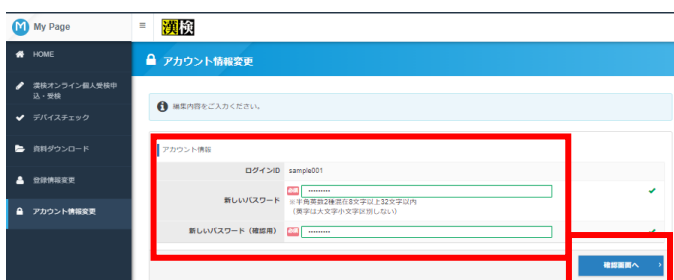 M My Page
≡ 漢検
HOME
アカウント情報変更
漢検オンライン個人受検申
込・受検
編集内容をご入力ください。
デバイスチェック
資料ダウンロード
アカウント情報
ログインID sample001
登録情報変更
新しいパスワード 必須 ·········
※半角英数2種混在8文字以上32文字以内
(英字は大文字小文字区別しない)
アカウント情報変更
新しいパスワード(確認用) 必須 ·········
確認画面へ